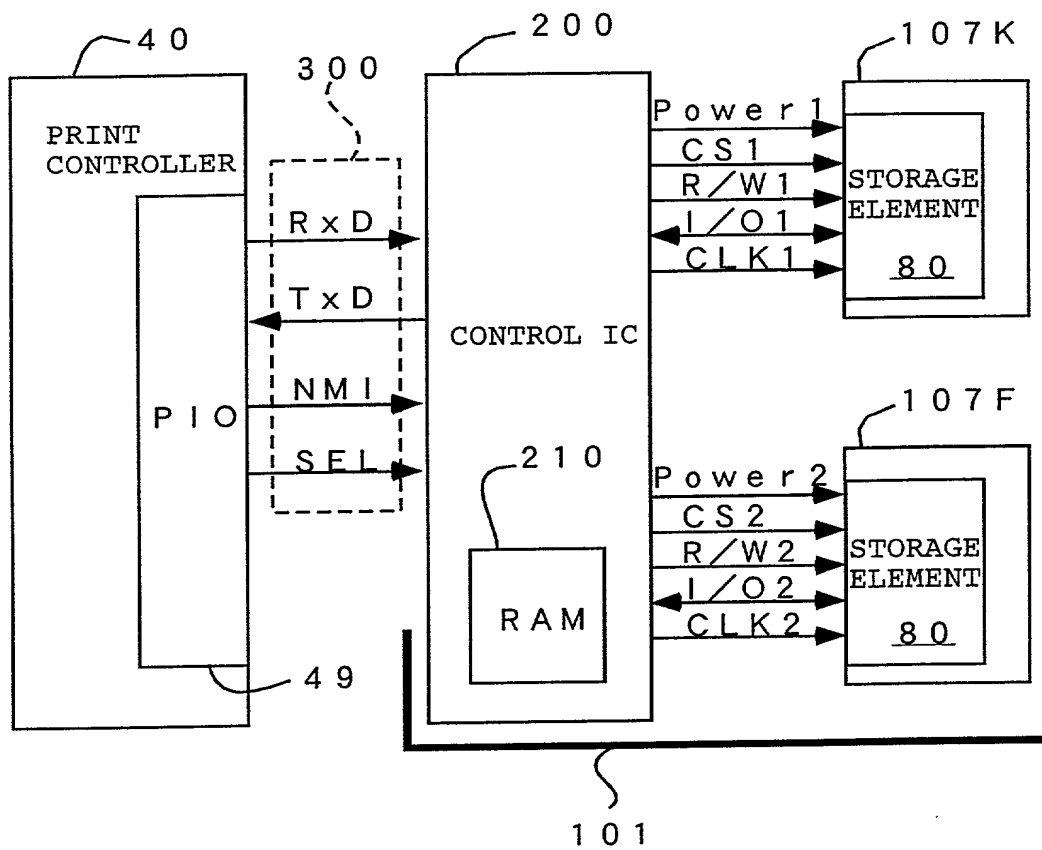 40
200
107K
300
PRINT
CONTROLLER
RxD
TxD
NMI
SEL
PIO
49
CONTROL IC
210
RAM
Power1
CS1
R/W1
I/O1
CLK1
STORAGE
ELEMENT
80
107F
Power2
CS2
R/W2
I/O2
CLK2
STORAGE
ELEMENT
80
101